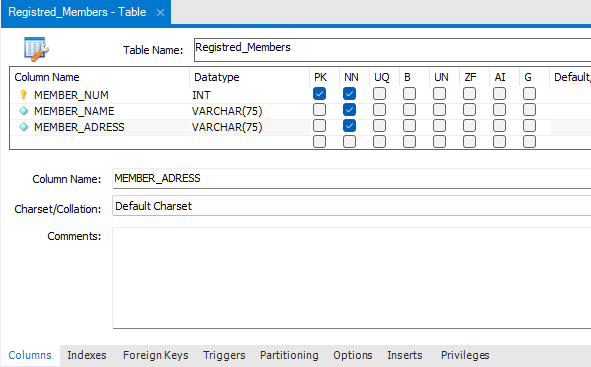 Registred_Members - Table ×
Table Name: Registred_Members
Column Name Datatype PK NN UQ B UN ZF AI G Default/
MEMBER_NUM INT
MEMBER_NAME VARCHAR(75)
MEMBER_ADRESS VARCHAR(75)
Column Name: MEMBER_ADRESS
Charset/Collation: Default Charset
Comments:
Columns Indexes Foreign Keys Triggers Partitioning Options Inserts Privileges